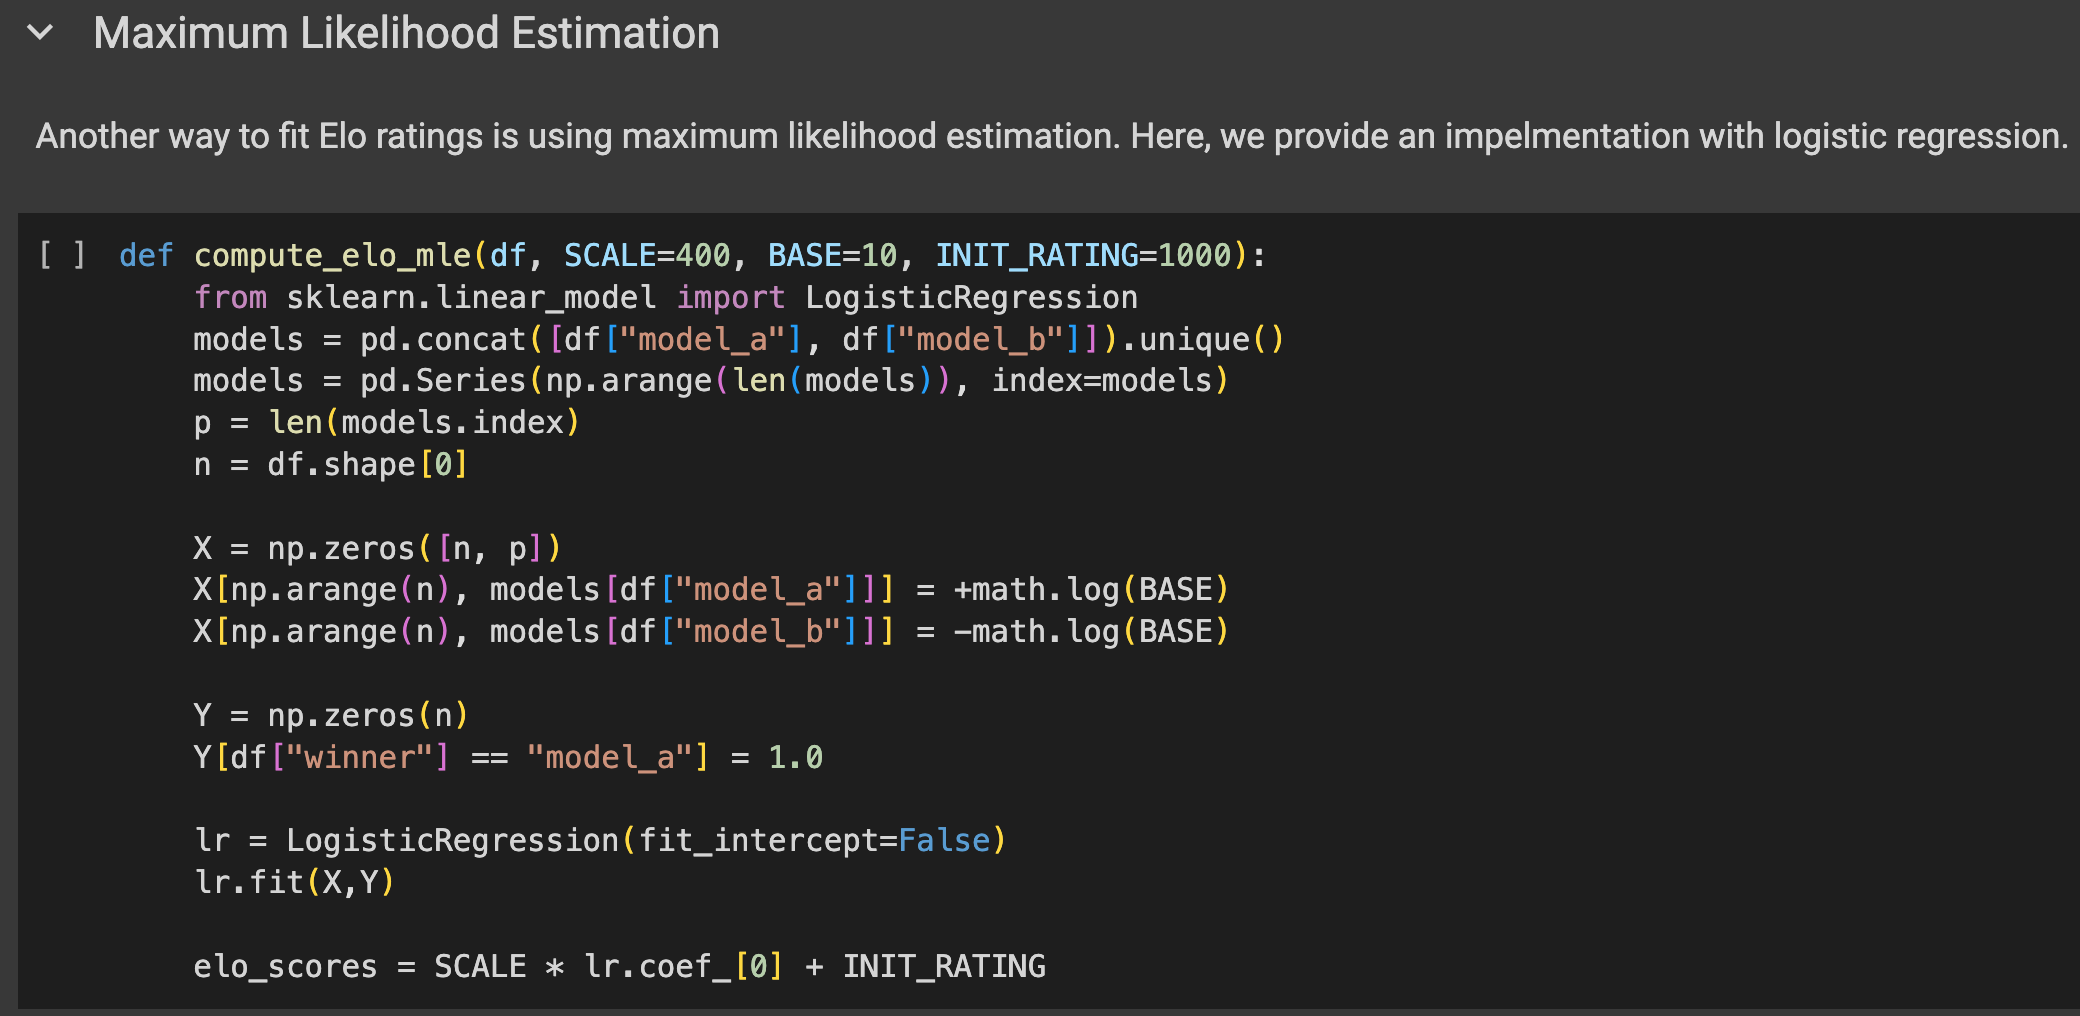 Maximum Likelihood Estimation
Another way to fit Elo ratings is using maximum likelihood estimation. Here, we provide an impelmentation with logistic regression.
[ ] def compute_elo_mle(df, SCALE=400, BASE=10, INIT_RATING=1000):
    from sklearn.linear_model import LogisticRegression
    models = pd.concat([df["model_a"], df["model_b"]]).unique()
    models = pd.Series(np.arange(len(models)), index=models)
    p = len(models.index)
    n = df.shape[0]
    X = np.zeros([n, p])
    X[np.arange(n), models[df["model_a"]]] = +math.log(BASE)
    X[np.arange(n), models[df["model_b"]]] = -math.log(BASE)
    Y = np.zeros(n)
    Y[df["winner"] == "model_a"] = 1.0
    lr = LogisticRegression(fit_intercept=False)
    lr.fit(X,Y)
    elo_scores = SCALE * lr.coef_[0] + INIT_RATING